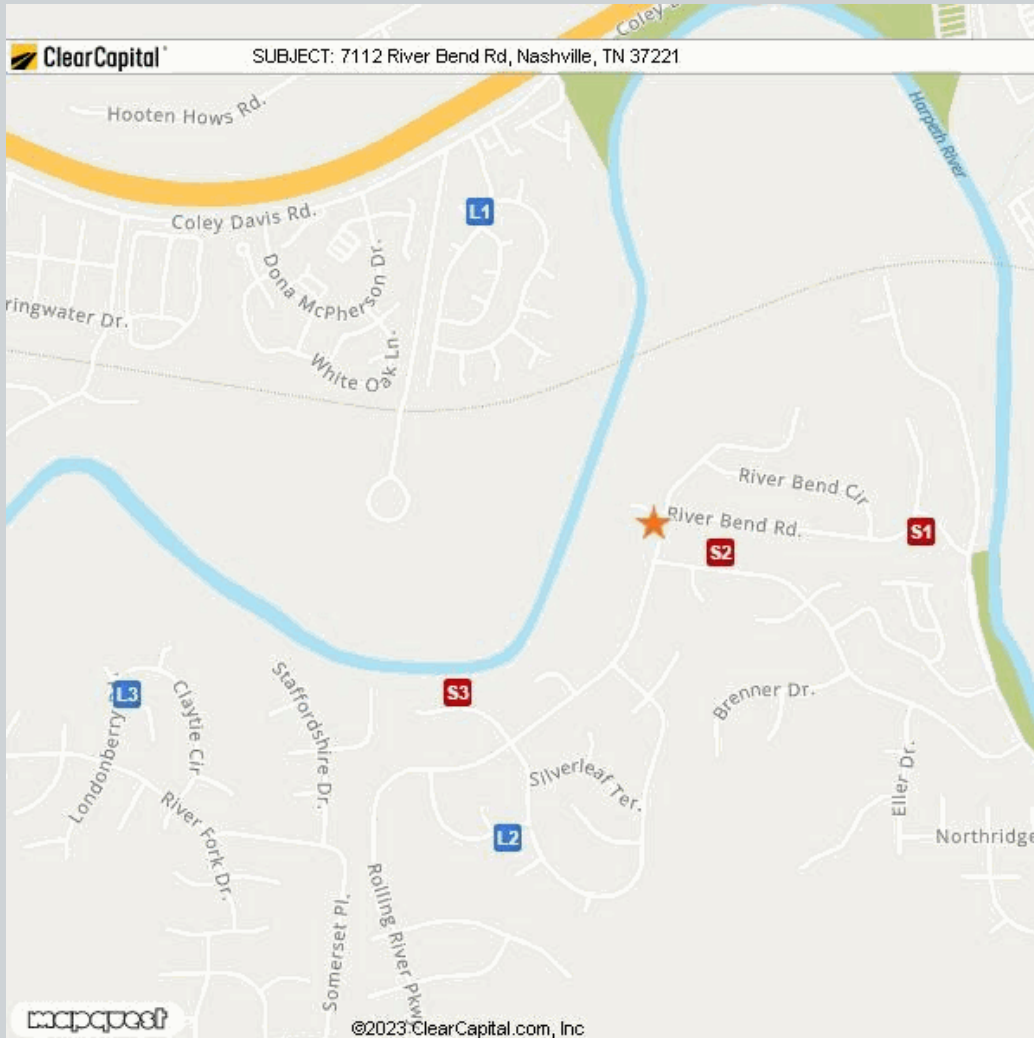 Coley
ClearCapital
SUBJECT: 7112 River Bend Rd, Nashville, TN 37221
Hooten Hows Rd.
Harpeth River
L1
Coley Davis Rd.
Dona McPherson Dr.
ringwater Dr.
White Oak Ln.
River Bend Cir
River Bend Rd.
S1
S2
Staffordshire Dr.
S3
L3
Claytie Cir
Londonberry
Brenner Dr.
Silverleaf Ter.
Eller Dr.
River Fork Dr.
L2
Northridge
Rolling River Pkw
Somerset Pl.
mapquest
©2023 ClearCapital.com, Inc